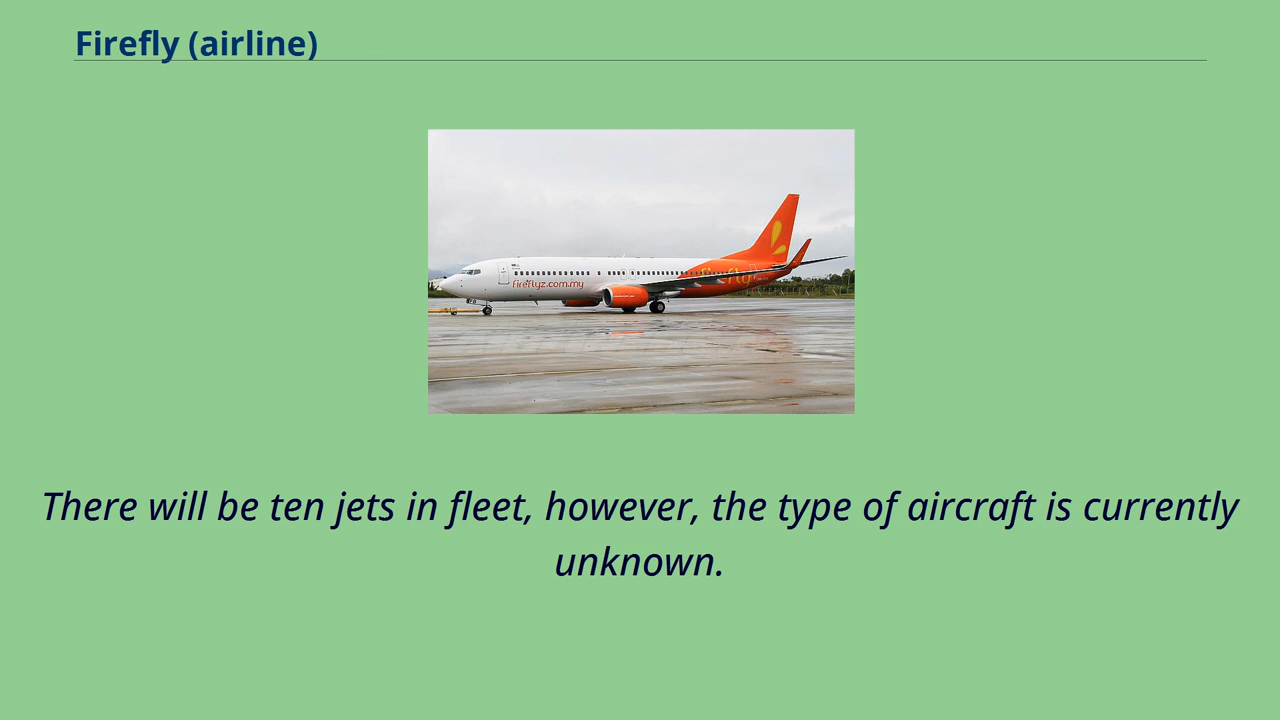 Firefly (airline)
fireflyz.com.my
firefly
There will be ten jets in fleet, however, the type of aircraft is currently
unknown.